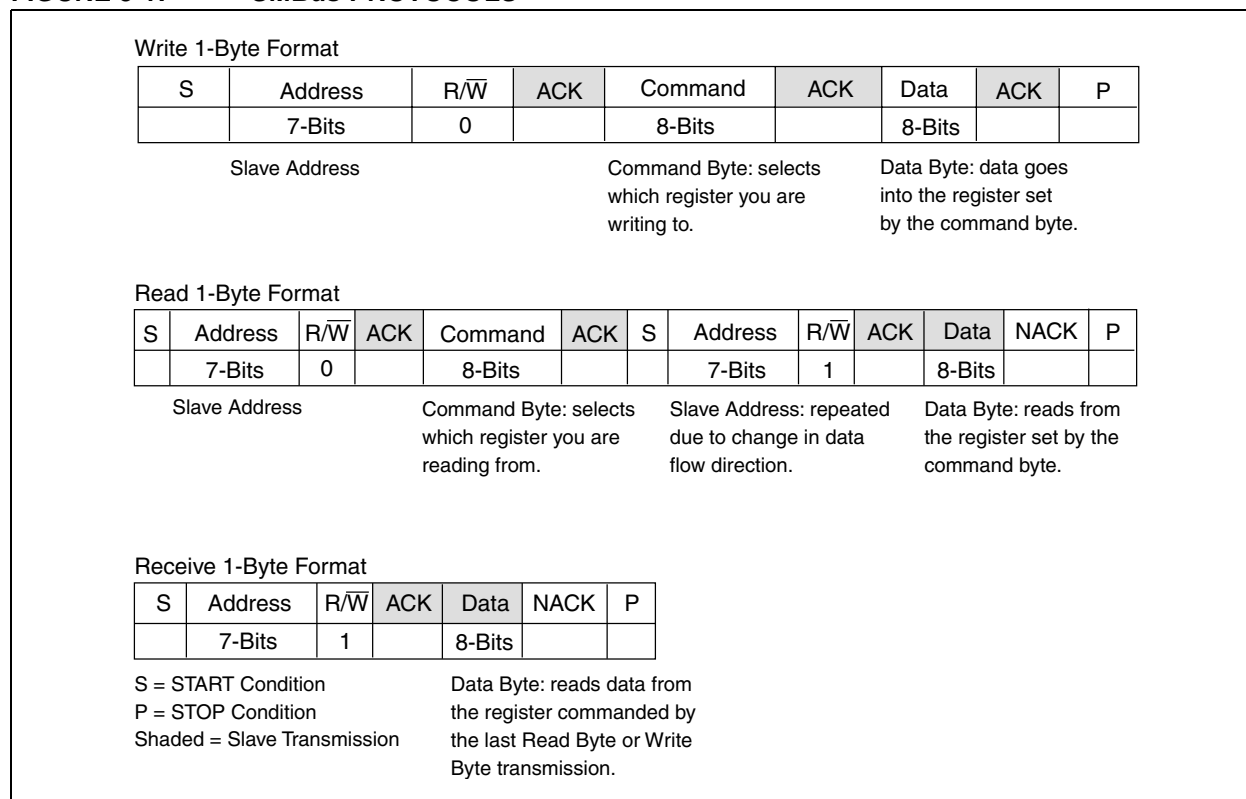 Write 1-Byte Format
S Address R/W̅ ACK Command ACK Data ACK P
7-Bits 0 8-Bits 8-Bits
Slave Address
Command Byte: selects
which register you are
writing to.
Data Byte: data goes
into the register set
by the command byte.
Read 1-Byte Format
S Address R/W̅ ACK Command ACK S Address R/W̅ ACK Data NACK P
7-Bits 0 8-Bits 7-Bits 1 8-Bits
Slave Address
Command Byte: selects
which register you are
reading from.
Slave Address: repeated
due to change in data
flow direction.
Data Byte: reads from
the register set by the
command byte.
Receive 1-Byte Format
S Address R/W̅ ACK Data NACK P
7-Bits 1 8-Bits
S = START Condition
P = STOP Condition
Shaded = Slave Transmission
Data Byte: reads data from
the register commanded by
the last Read Byte or Write
Byte transmission.